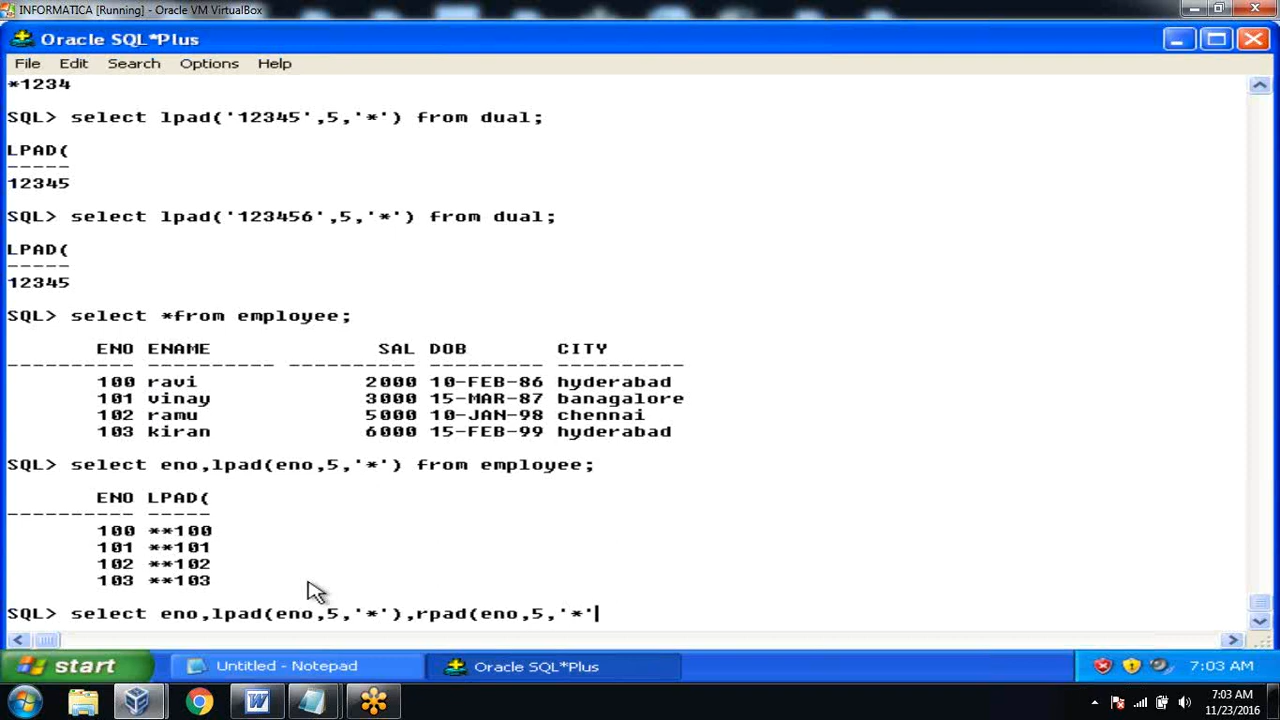 INFORMATICA [Running] - Oracle VM VirtualBox
Oracle SQL*Plus
File Edit Search Options Help
*1234
SQL> select lpad('12345',5,'*') from dual;
LPAD(
-----
12345
SQL> select lpad('123456',5,'*') from dual;
LPAD(
-----
12345
SQL> select *from employee;
ENO ENAME SAL DOB CITY
---------- ---------- ---------- --------- ----------
100 ravi 2000 10-FEB-86 hyderabad
101 vinay 3000 15-MAR-87 banagalore
102 ramu 5000 10-JAN-98 chennai
103 kiran 6000 15-FEB-99 hyderabad
SQL> select eno,lpad(eno,5,'*') from employee;
ENO LPAD(
---------- -----
100 **100
101 **101
102 **102
103 **103
SQL> select eno,lpad(eno,5,'*'),rpad(eno,5,'*'
start Untitled - Notepad Oracle SQL*Plus 7:03 AM
7:03 AM
11/23/2016